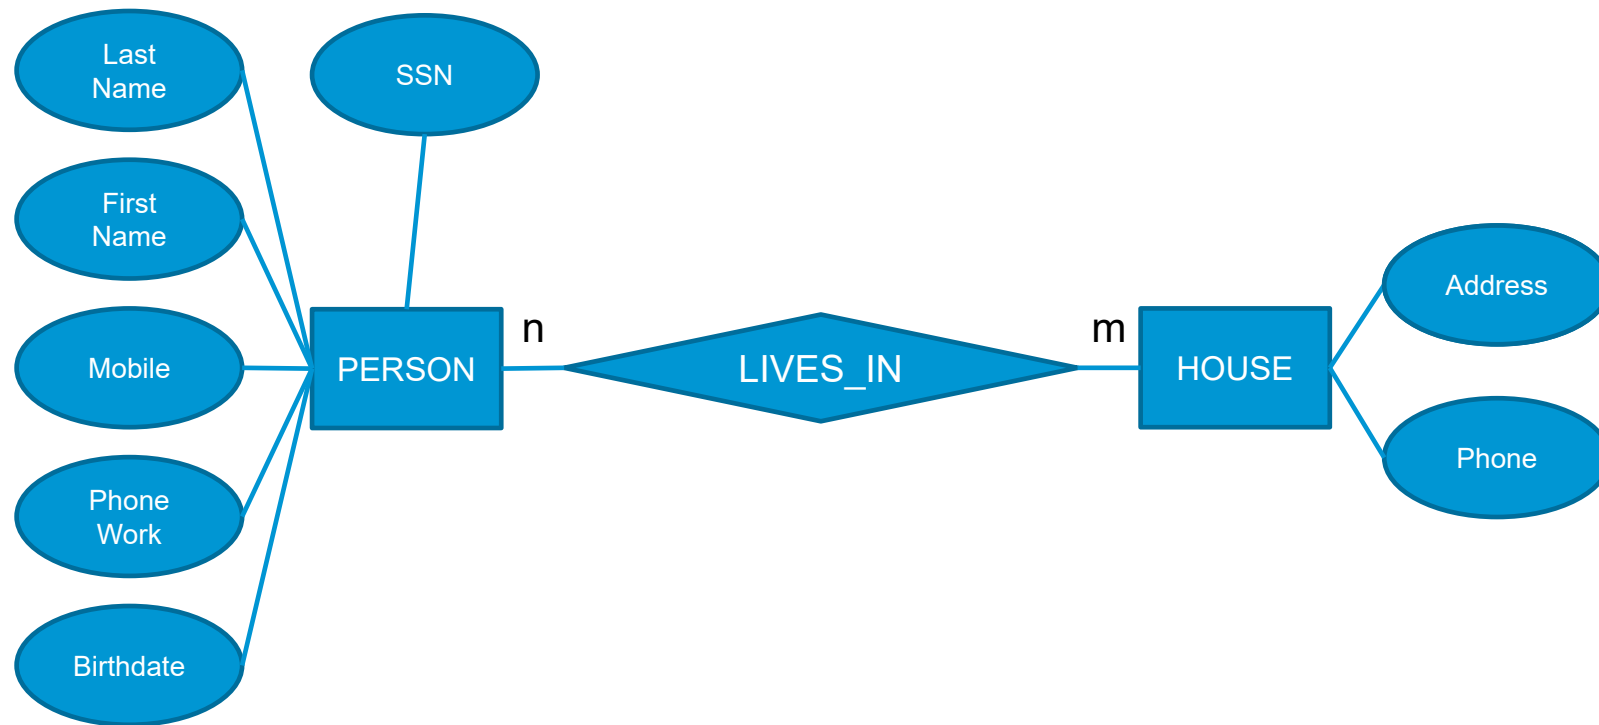 Last
Name
SSN
First
Name
Mobile
Phone
Work
Birthdate
PERSON
n
LIVES_IN
m
HOUSE
Address
Phone